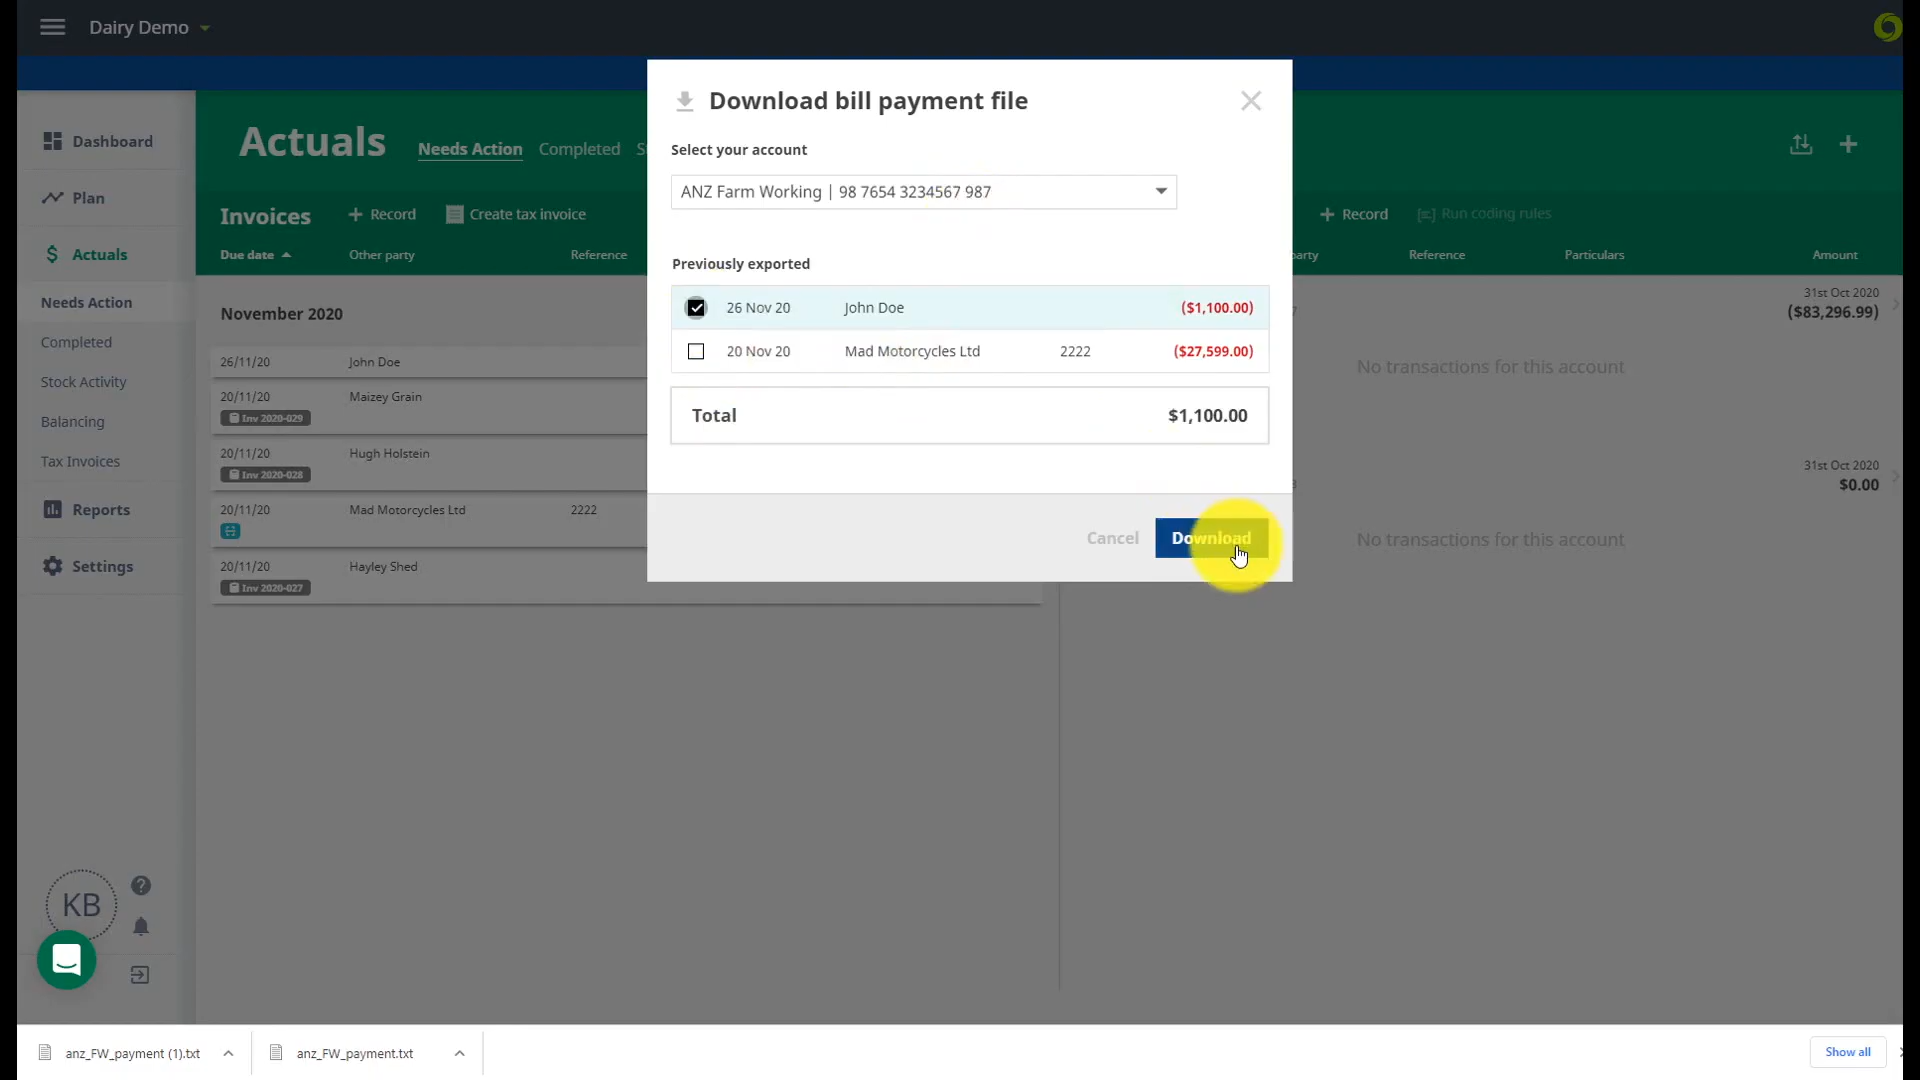 Dairy Demo
Dashboard
Plan
Actuals
Needs Action
Completed
Stock Activity
Balancing
Tax Invoices
Reports
Settings
KB
Actuals
Needs Action Completed
Invoices
Record
Create tax invoice
Due date Other party Reference
November 2020
26/11/20 John Doe
20/11/20 Maizey Grain
Inv 2020-029
20/11/20 Hugh Holstein
Inv 2020-028
20/11/20 Mad Motorcycles Ltd 2222
20/11/20 Hayley Shed
Inv 2020-027
Download bill payment file
Select your account
ANZ Farm Working | 98 7654 3234567 987
Previously exported
26 Nov 20 John Doe ($1,100.00)
20 Nov 20 Mad Motorcycles Ltd 2222 ($27,599.00)
Total $1,100.00
Cancel Download
Record Run coding rules
Reference Particulars Amount
31st Oct 2020
($83,296.99)
No transactions for this account
31st Oct 2020
$0.00
No transactions for this account
anz_FW_payment (1).txt anz_FW_payment.txt Show all